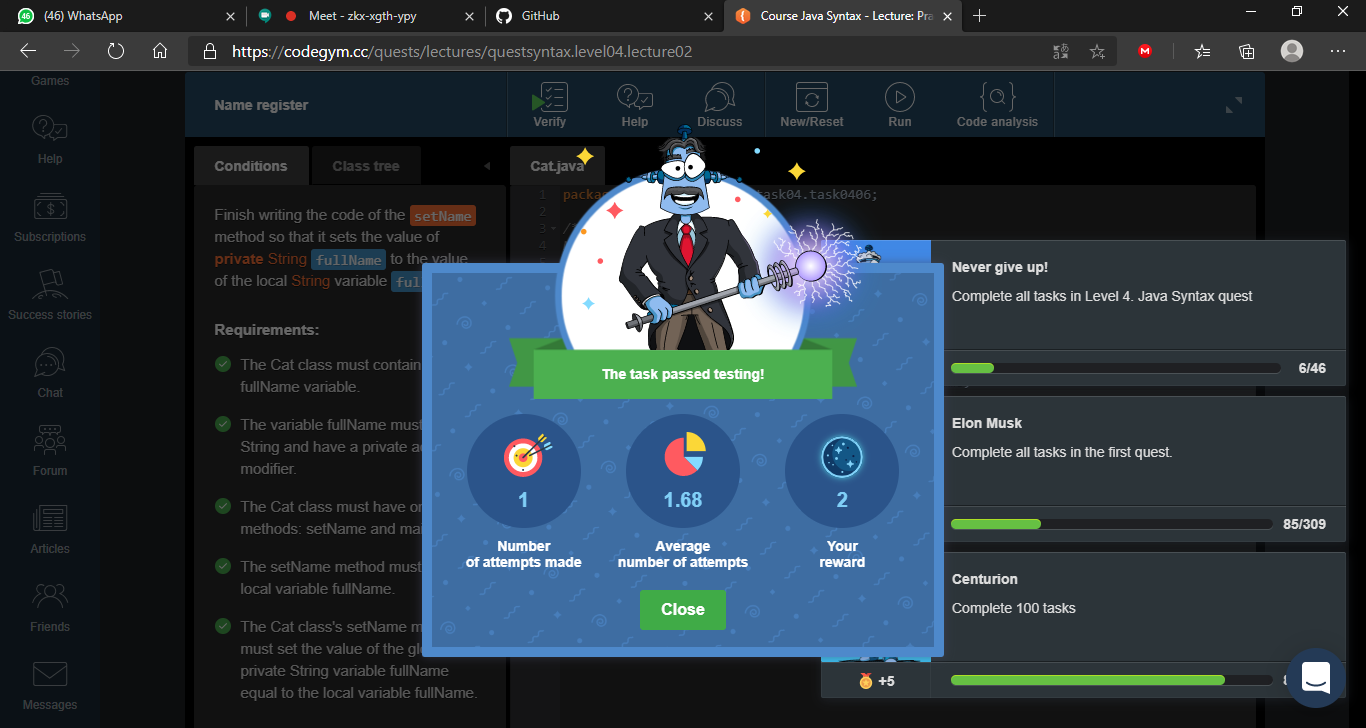 (46) WhatsApp
Meet - zkx-xgth-ypy
GitHub
Course Java Syntax - Lecture: Pra
https://codegym.cc/quests/lectures/questsyntax.level04.lecture02
Games
Help
Subscriptions
Success stories
Chat
Forum
Articles
Friends
Messages
Name register
Verify
Help
Discuss
New/Reset
Run
Code analysis
Conditions
Class tree
Cat.java
Finish writing the code of the setName
method so that it sets the value of
private String fullName to the value
of the local String variable ful
Requirements:
The Cat class must contain
fullName variable.
The variable fullName must
String and have a private a
modifier.
The Cat class must have or
methods: setName and mai
The setName method must
local variable fullName.
The Cat class's setName m
must set the value of the gl
private String variable fullName
equal to the local variable fullName.
1 packa task04.task0406;
2
3 /
4
The task passed testing!
1
Number
of attempts made
1.68
Average
number of attempts
2
Your
reward
Close
Never give up!
Complete all tasks in Level 4. Java Syntax quest
6/46
Elon Musk
Complete all tasks in the first quest.
85/309
Centurion
Complete 100 tasks
+5